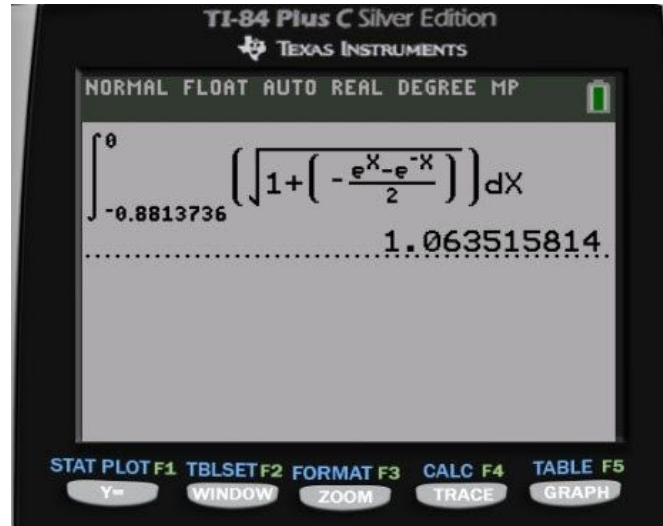 TI-84 Plus C Silver Edition
TEXAS INSTRUMENTS
NORMAL FLOAT AUTO REAL DEGREE MP
∫₋₀.₈₈₁₃₇₃₆⁰ (√(1+(-(e^X-e^-X)/2)))dX
1.063515814
STAT PLOT F1 TBLSET F2 FORMAT F3 CALC F4 TABLE F5
Y= WINDOW ZOOM TRACE GRAPH